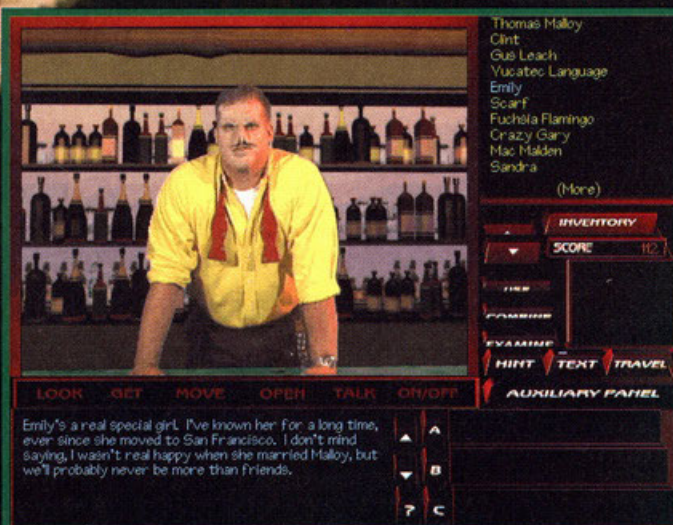 Thomas Malloy
Clint
Gus Leach
Yucatec Language
Emily
Scarf
Fuchsia Flamingo
Crazy Gary
Mac Malden
Sandra
(More)
INVENTORY
SCORE 112
COMBINE
EXAMINE
HINT TEXT TRAVEL
LOOK GET MOVE OPEN TALK ON/OFF
AUXILIARY PANEL
Emily's a real special girl. I've known her for a long time,
ever since she moved to San Francisco. I don't mind
saying, I wasn't real happy when she married Malloy, but
we'll probably never be more than friends.
A
B
? C